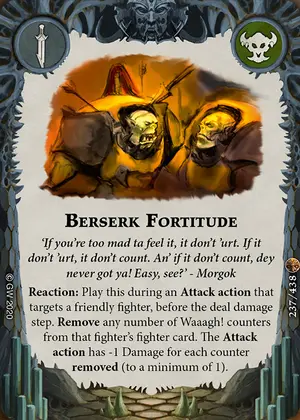 BERSERK FORTITUDE
'If you're too mad ta feel it, it don't 'urt. If it
don't 'urt, it don't count. An' if it don't count, dey
never got ya! Easy, see?' - Morgok
Reaction: Play this during an Attack action that
targets a friendly fighter, before the deal damage
step. Remove any number of Waaagh! counters
from that fighter's fighter card. The Attack
action has -1 Damage for each counter
removed (to a minimum of 1).
© GW 2020
237/438